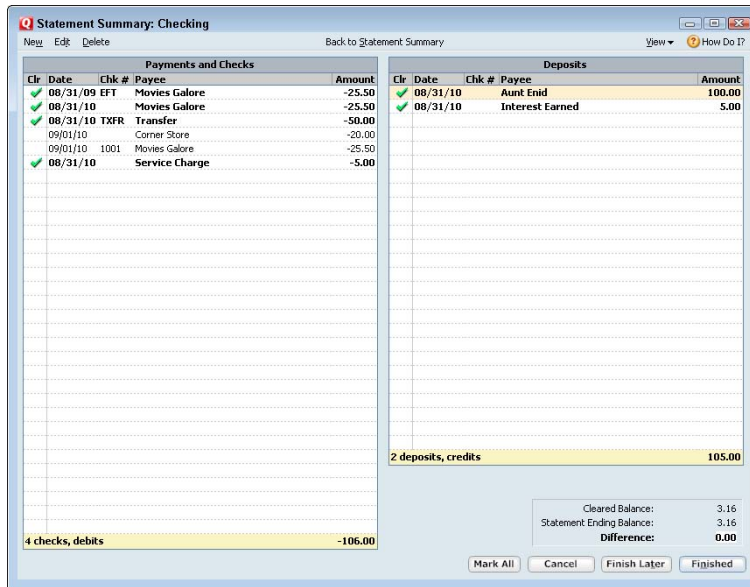 Statement Summary: Checking
New Edit Delete Back to Statement Summary View How Do I?
Payments and Checks
Clr Date Chk # Payee Amount
08/31/09 EFT Movies Galore -25.50
08/31/10 Movies Galore -25.50
08/31/10 TXFR Transfer -50.00
09/01/10 Corner Store -20.00
09/01/10 1001 Movies Galore -25.50
08/31/10 Service Charge -5.00
4 checks, debits -106.00
Deposits
Clr Date Chk # Payee Amount
08/31/10 Aunt Enid 100.00
08/31/10 Interest Earned 5.00
2 deposits, credits 105.00
Cleared Balance: 3.16
Statement Ending Balance: 3.16
Difference: 0.00
Mark All Cancel Finish Later Finished